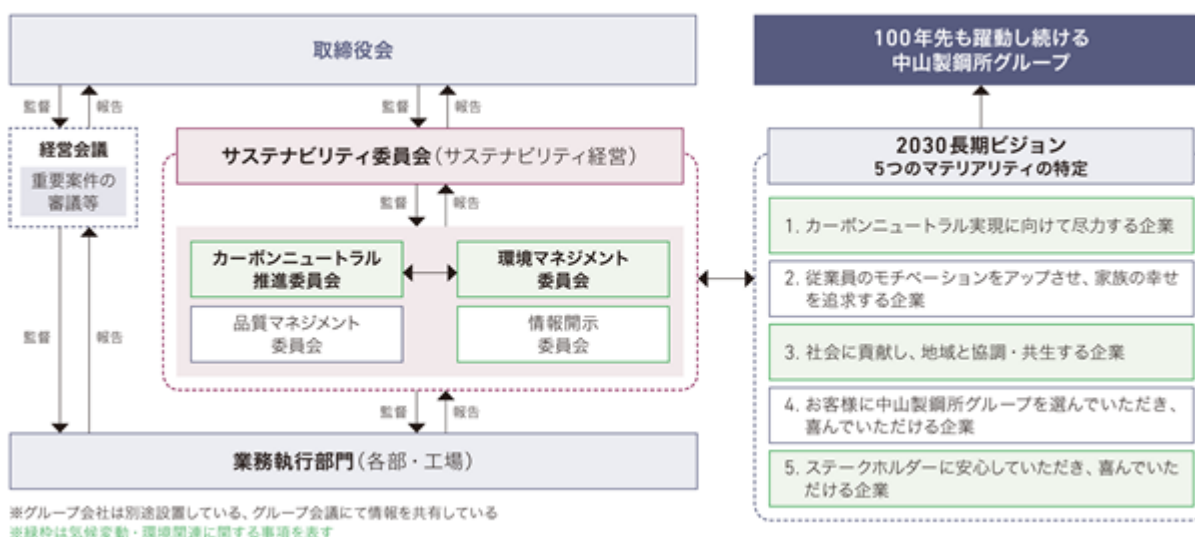 取締役会
監督
報告
監督
報告
経営会議
重要案件の
審議等
サステナビリティ委員会(サステナビリティ経営)
監督
報告
カーボンニュートラル
推進委員会
環境マネジメント
委員会
品質マネジメント
委員会
情報開示
委員会
監督
報告
監督
報告
業務執行部門(各部・工場)
※グループ会社は別途設置している、グループ会議にて情報を共有している
※緑枠は気候変動・環境関連に関する事項を表す
100年先も躍動し続ける
中山製鋼所グループ
2030長期ビジョン
5つのマテリアリティの特定
1. カーボンニュートラル実現に向けて尽力する企業
2. 従業員のモチベーションをアップさせ、家族の幸せ
を追求する企業
3. 社会に貢献し、地域と協調・共生する企業
4. お客様に中山製鋼所グループを選んでいただき、
喜んでいただける企業
5. ステークホルダーに安心していただき、喜んでいた
だける企業